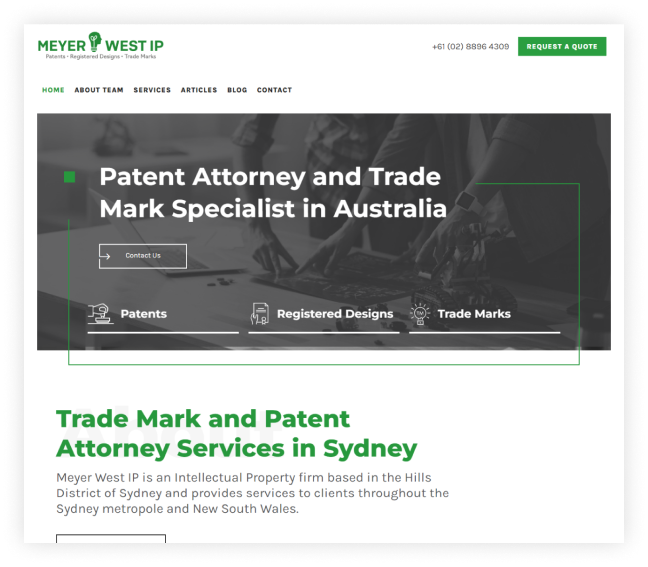 MEYER WEST IP
Patents • Registered Designs • Trade Marks
+61 (02) 8896 4309
REQUEST A QUOTE
HOME ABOUT TEAM SERVICES ARTICLES BLOG CONTACT
Patent Attorney and Trade
Mark Specialist in Australia
Contact Us
Patents
Registered Designs
TM
Trade Marks
Trade Mark and Patent
Attorney Services in Sydney
Meyer West IP is an Intellectual Property firm based in the Hills
District of Sydney and provides services to clients throughout the
Sydney metropole and New South Wales.